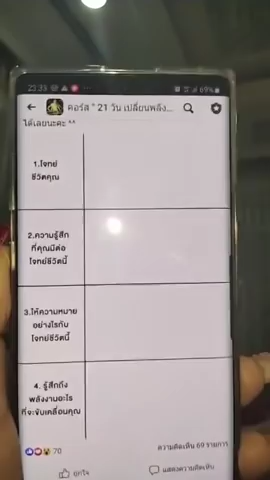 23:33
69%
คอร์ส " 21 วัน เปลี่ยนพลัง...
ได้เลยนะคะ ^^
1.โจทย์
ชีวิตคุณ
2.ความรู้สึก
ที่คุณมีต่อ
โจทย์ชีวิตนี้
3.ให้ความหมาย
อย่างไรกับ
โจทย์ชีวิตนี้
4. รู้สึกถึง
พลังงานอะไร
ที่จะขับเคลื่อนคุณ
70
ความคิดเห็น 69 รายการ
ถูกใจ
แสดงความคิดเห็น